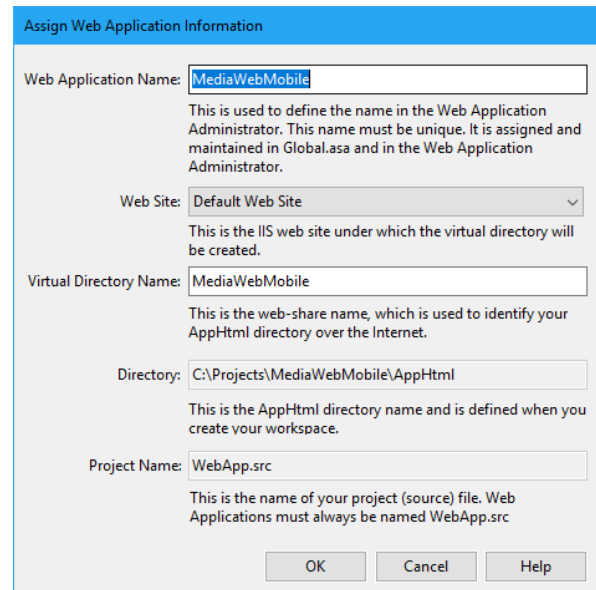 Assign Web Application Information
Web Application Name: MediaWebMobile
This is used to define the name in the Web Application
Administrator. This name must be unique. It is assigned and
maintained in Global.asa and in the Web Application
Administrator.
Web Site: Default Web Site
This is the IIS web site under which the virtual directory will
be created.
Virtual Directory Name: MediaWebMobile
This is the web-share name, which is used to identify your
AppHtml directory over the Internet.
Directory: C:\Projects\MediaWebMobile\AppHtml
This is the AppHtml directory name and is defined when you
create your workspace.
Project Name: WebApp.src
This is the name of your project (source) file. Web
Applications must always be named WebApp.src
OK Cancel Help